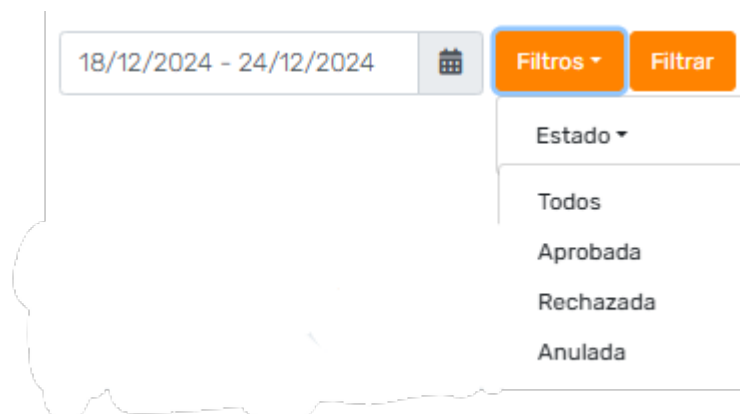 18/12/2024 - 24/12/2024 Filtros Filtrar
Estado
Todos
Aprobada
Rechazada
Anulada